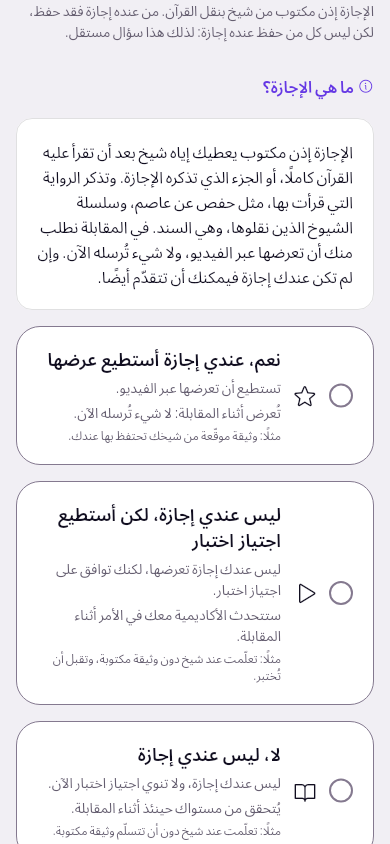 الإجازة إذن مكتوب من شيخ بنقل القرآن. من عنده إجازة فقد حفظ،
لكن ليس كل من حفظ عنده إجازة: لذلك هذا سؤال مستقل.
ما هي الإجازة؟
الإجازة إذن مكتوب يعطيك إياه شيخ بعد أن تقرأ عليه
القرآن كاملًا، أو الجزء الذي تذكره الإجازة. وتذكر الرواية
التي قرأت بها، مثل حفص عن عاصم، وسلسلة
الشيوخ الذين نقلوها، وهي السند. في المقابلة نطلب
منك أن تعرضها عبر الفيديو، ولا شيء تُرسله الآن. وإن
لم تكن عندك إجازة فيمكنك أن تتقدّم أيضًا.
نعم، عندي إجازة أستطيع عرضها
تستطيع أن تعرضها عبر الفيديو.
تُعرض أثناء المقابلة: لا شيء تُرسله الآن.
مثلًا: وثيقة موقّعة من شيخك تحتفظ بها عندك.
ليس عندي إجازة، لكن أستطيع
اجتياز اختبار
ليس عندك إجازة تعرضها، لكنك توافق على
اجتياز اختبار.
ستتحدث الأكاديمية معك في الأمر أثناء
المقابلة.
مثلًا: تعلّمت عند شيخ دون وثيقة مكتوبة، وتقبل أن
تُختبر.
لا، ليس عندي إجازة
ليس عندك إجازة، ولا تنوي اجتياز اختبار الآن.
يُتحقق من مستواك حينئذ أثناء المقابلة.
مثلًا: تعلّمت عند شيخ دون أن تتسلّم وثيقة مكتوبة.